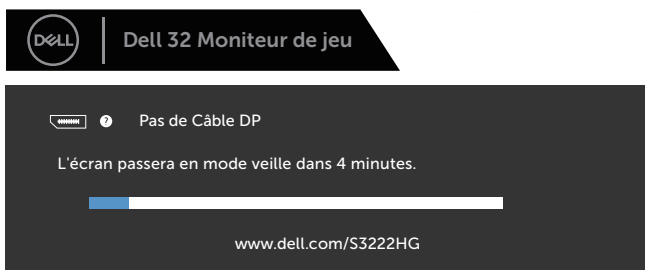 DELL
Dell 32 Moniteur de jeu
? Pas de Câble DP
L'écran passera en mode veille dans 4 minutes.
www.dell.com/S3222HG